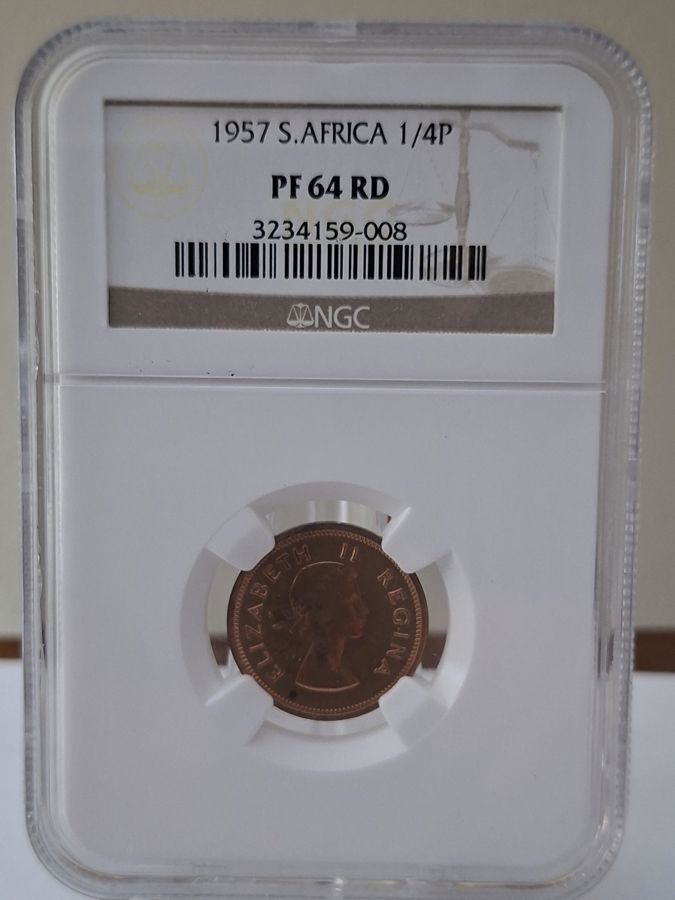 1957 S.AFRICA 1/4P
PF 64 RD
3234159-008
NGC
ELIZABETH II REGINA